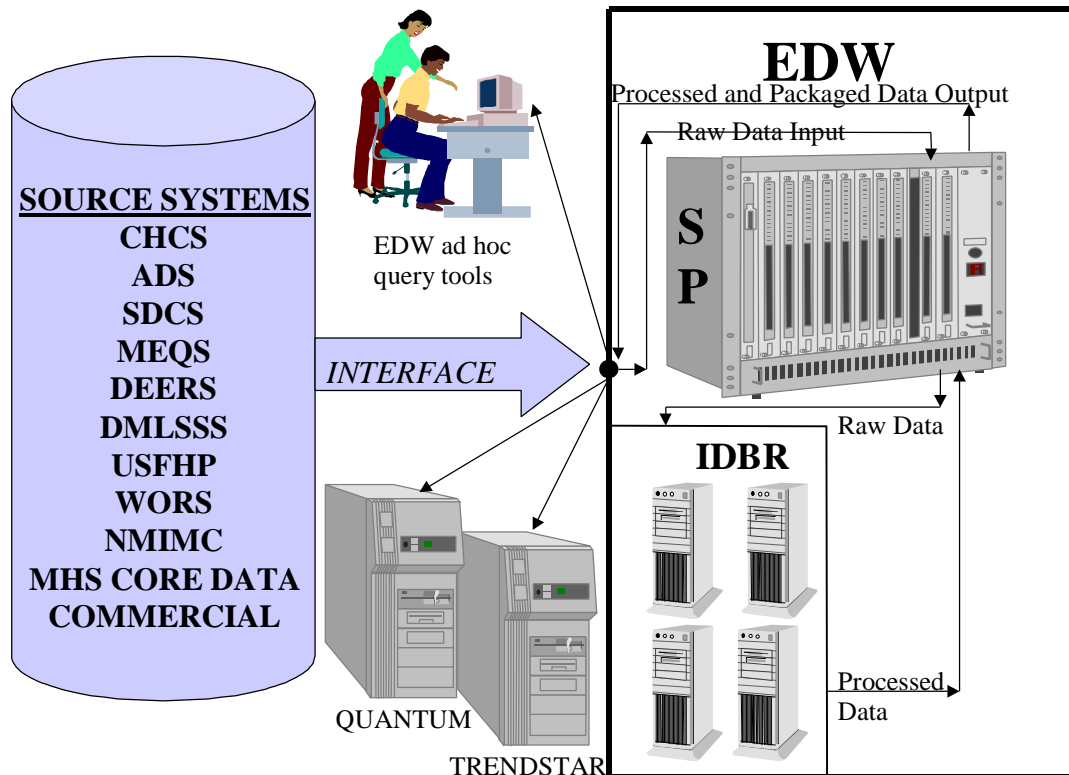 EDW
Processed and Packaged Data Output
Raw Data Input
SOURCE SYSTEMS
CHCS
ADS
SDCS
MEQS
DEERS
DMLSSS
USFHP
WORS
NMIMC
MHS CORE DATA
COMMERCIAL
EDW ad hoc
query tools
INTERFACE
S
P
Raw Data
IDBR
Processed
Data
QUANTUM
TRENDSTAR